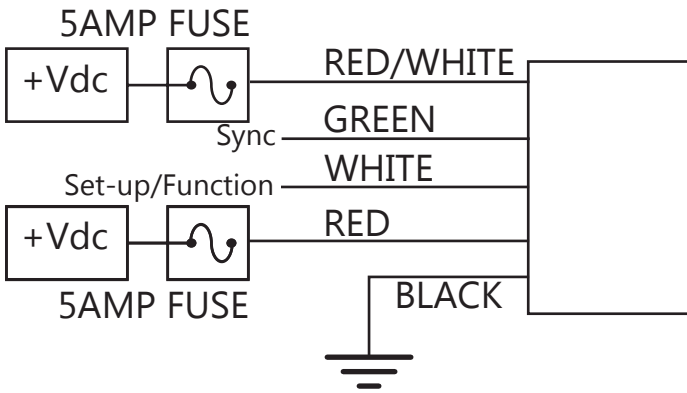 5AMP FUSE
+Vdc
RED/WHITE
Sync
GREEN
Set-up/Function
WHITE
+Vdc
RED
5AMP FUSE
BLACK